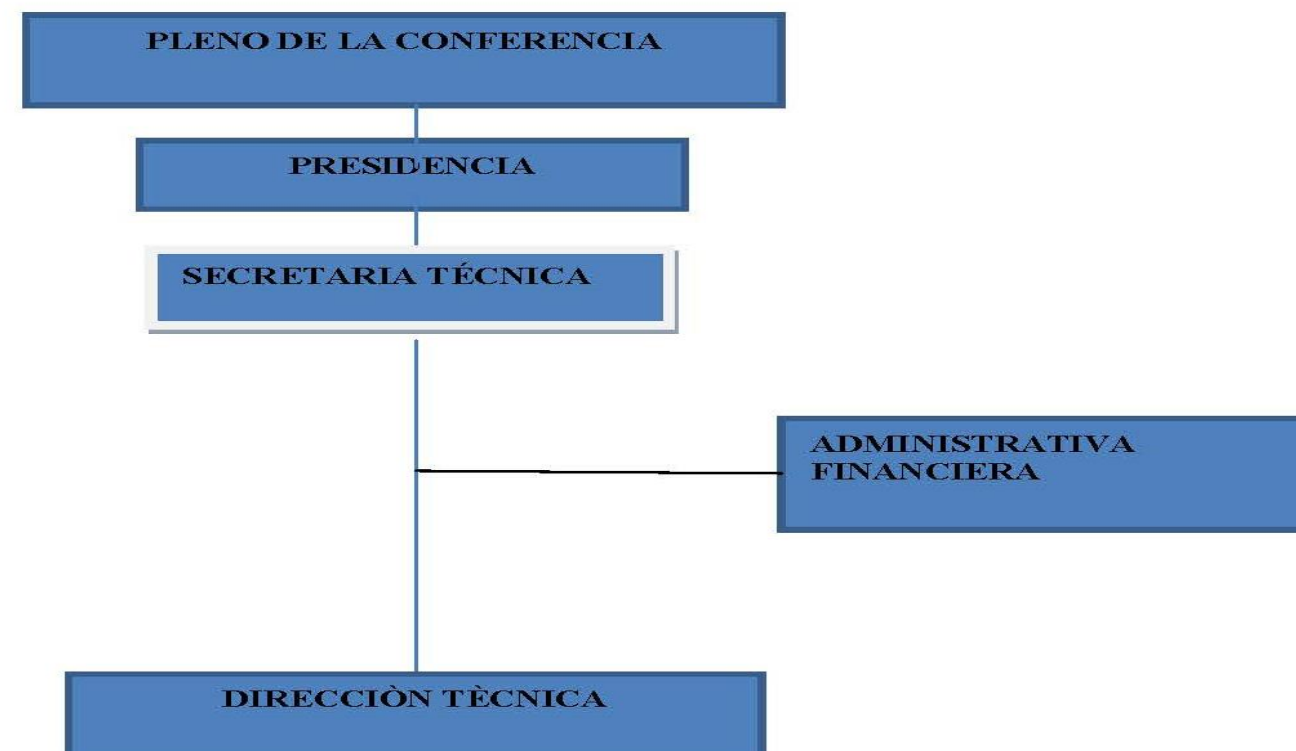 PLENO DE LA CONFERENCIA
PRESIDENCIA
SECRETARIA TÉCNICA
ADMINISTRATIVA
FINANCIERA
DIRECCIÒN TÈCNICA